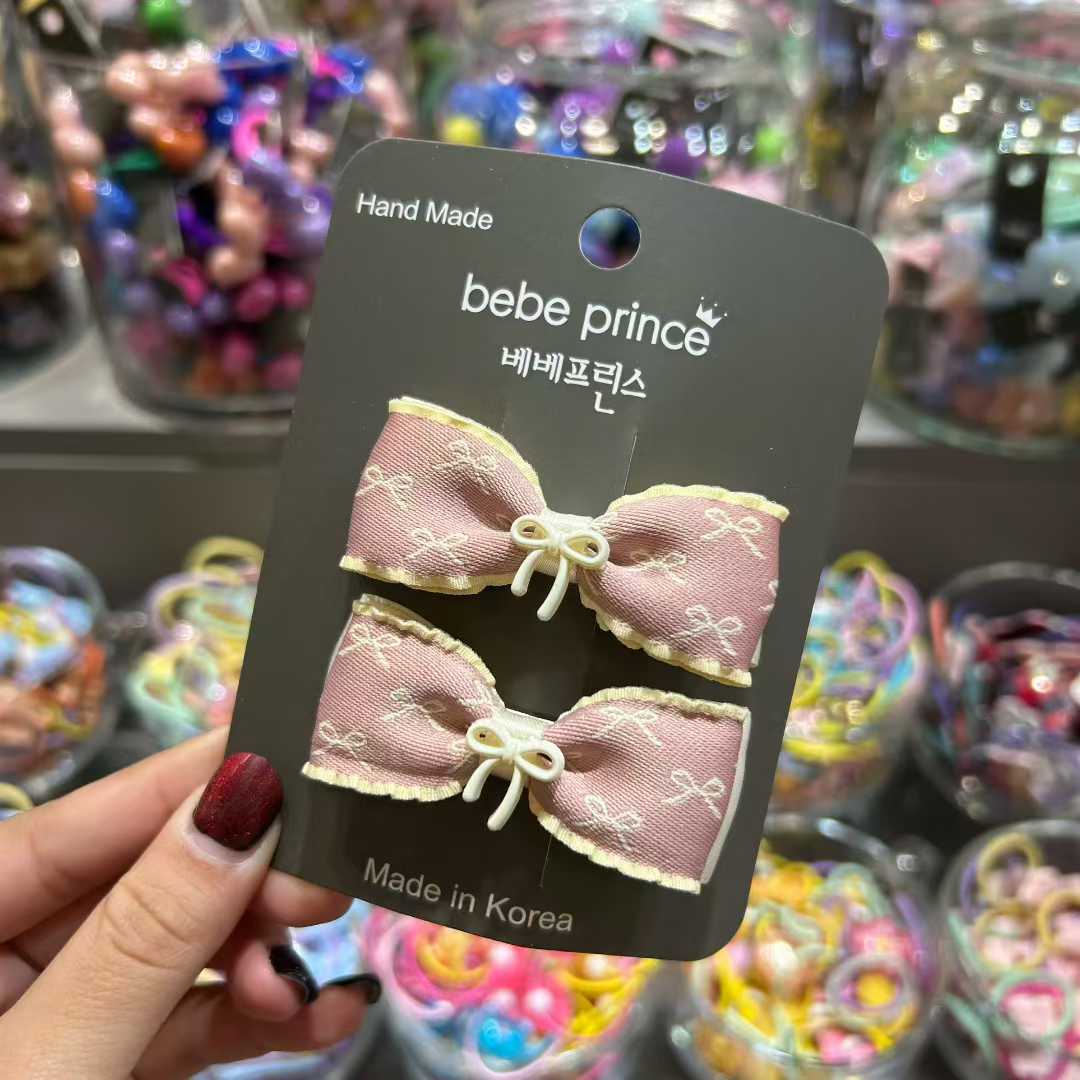 Hand Made
bebe prince
베베프린스
Made in Korea